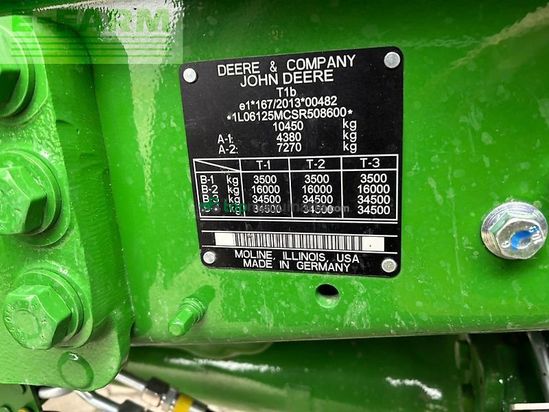 DEERE & COMPANY
JOHN DEERE
T1b
e1*167/2013*00482
*1L06125MCSR508600*
10450 kg
A-1: 4380 kg
A-2: 7270 kg
T-1 T-2 T-3
B-1 kg 3500 3500 3500
B-2 kg 16000 16000 16000
B-3 kg 34500 34500 34500
kg 34500 34500 34500
MOLINE, ILLINOIS, USA
MADE IN GERMANY